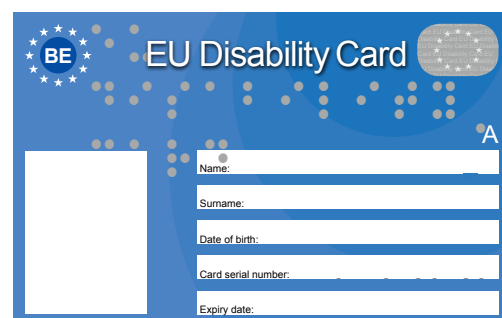 BE
EU Disability Card
A
Name:
Surname:
Date of birth:
Card serial number:
Expiry date: